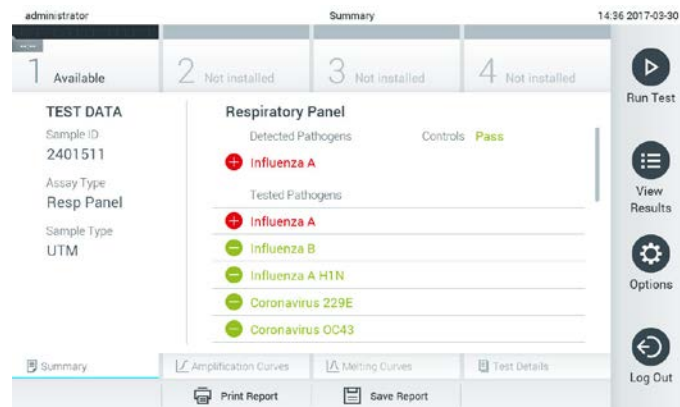 administrator
Summary
14:36 2017-03-30
1 Available
2 Not installed
3 Not installed
4 Not installed
Run Test
TEST DATA
Sample ID
2401511
Assay Type
Resp Panel
Sample Type
UTM
Respiratory Panel
Detected Pathogens
Controls Pass
Influenza A
Tested Pathogens
Influenza A
Influenza B
Influenza A H1N
Coronavirus 229E
Coronavirus OC43
View
Results
Options
Log Out
Summary
Amplification Curves
Melting Curves
Test Details
Print Report
Save Report